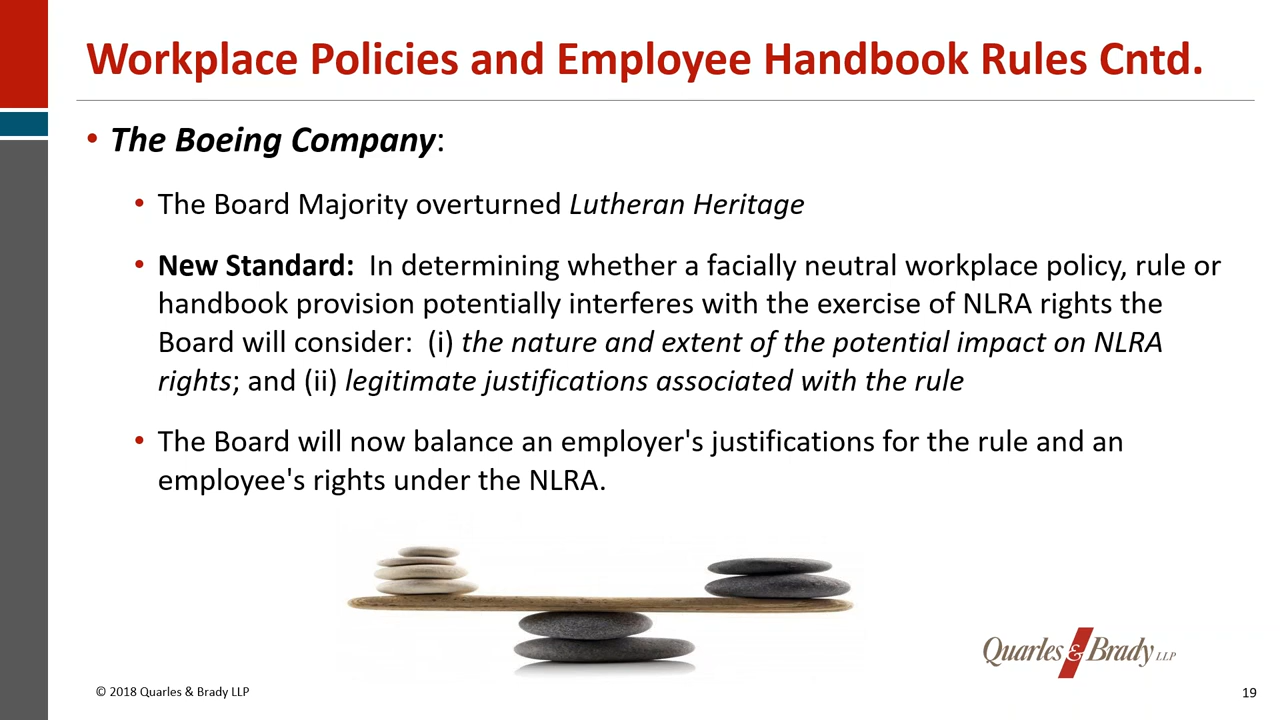 Workplace Policies and Employee Handbook Rules Cntd.
• The Boeing Company:
• The Board Majority overturned Lutheran Heritage
• New Standard:  In determining whether a facially neutral workplace policy, rule or
handbook provision potentially interferes with the exercise of NLRA rights the
Board will consider:  (i) the nature and extent of the potential impact on NLRA
rights; and (ii) legitimate justifications associated with the rule
• The Board will now balance an employer's justifications for the rule and an
employee's rights under the NLRA.
Quarles & Brady LLP
© 2018 Quarles & Brady LLP
19